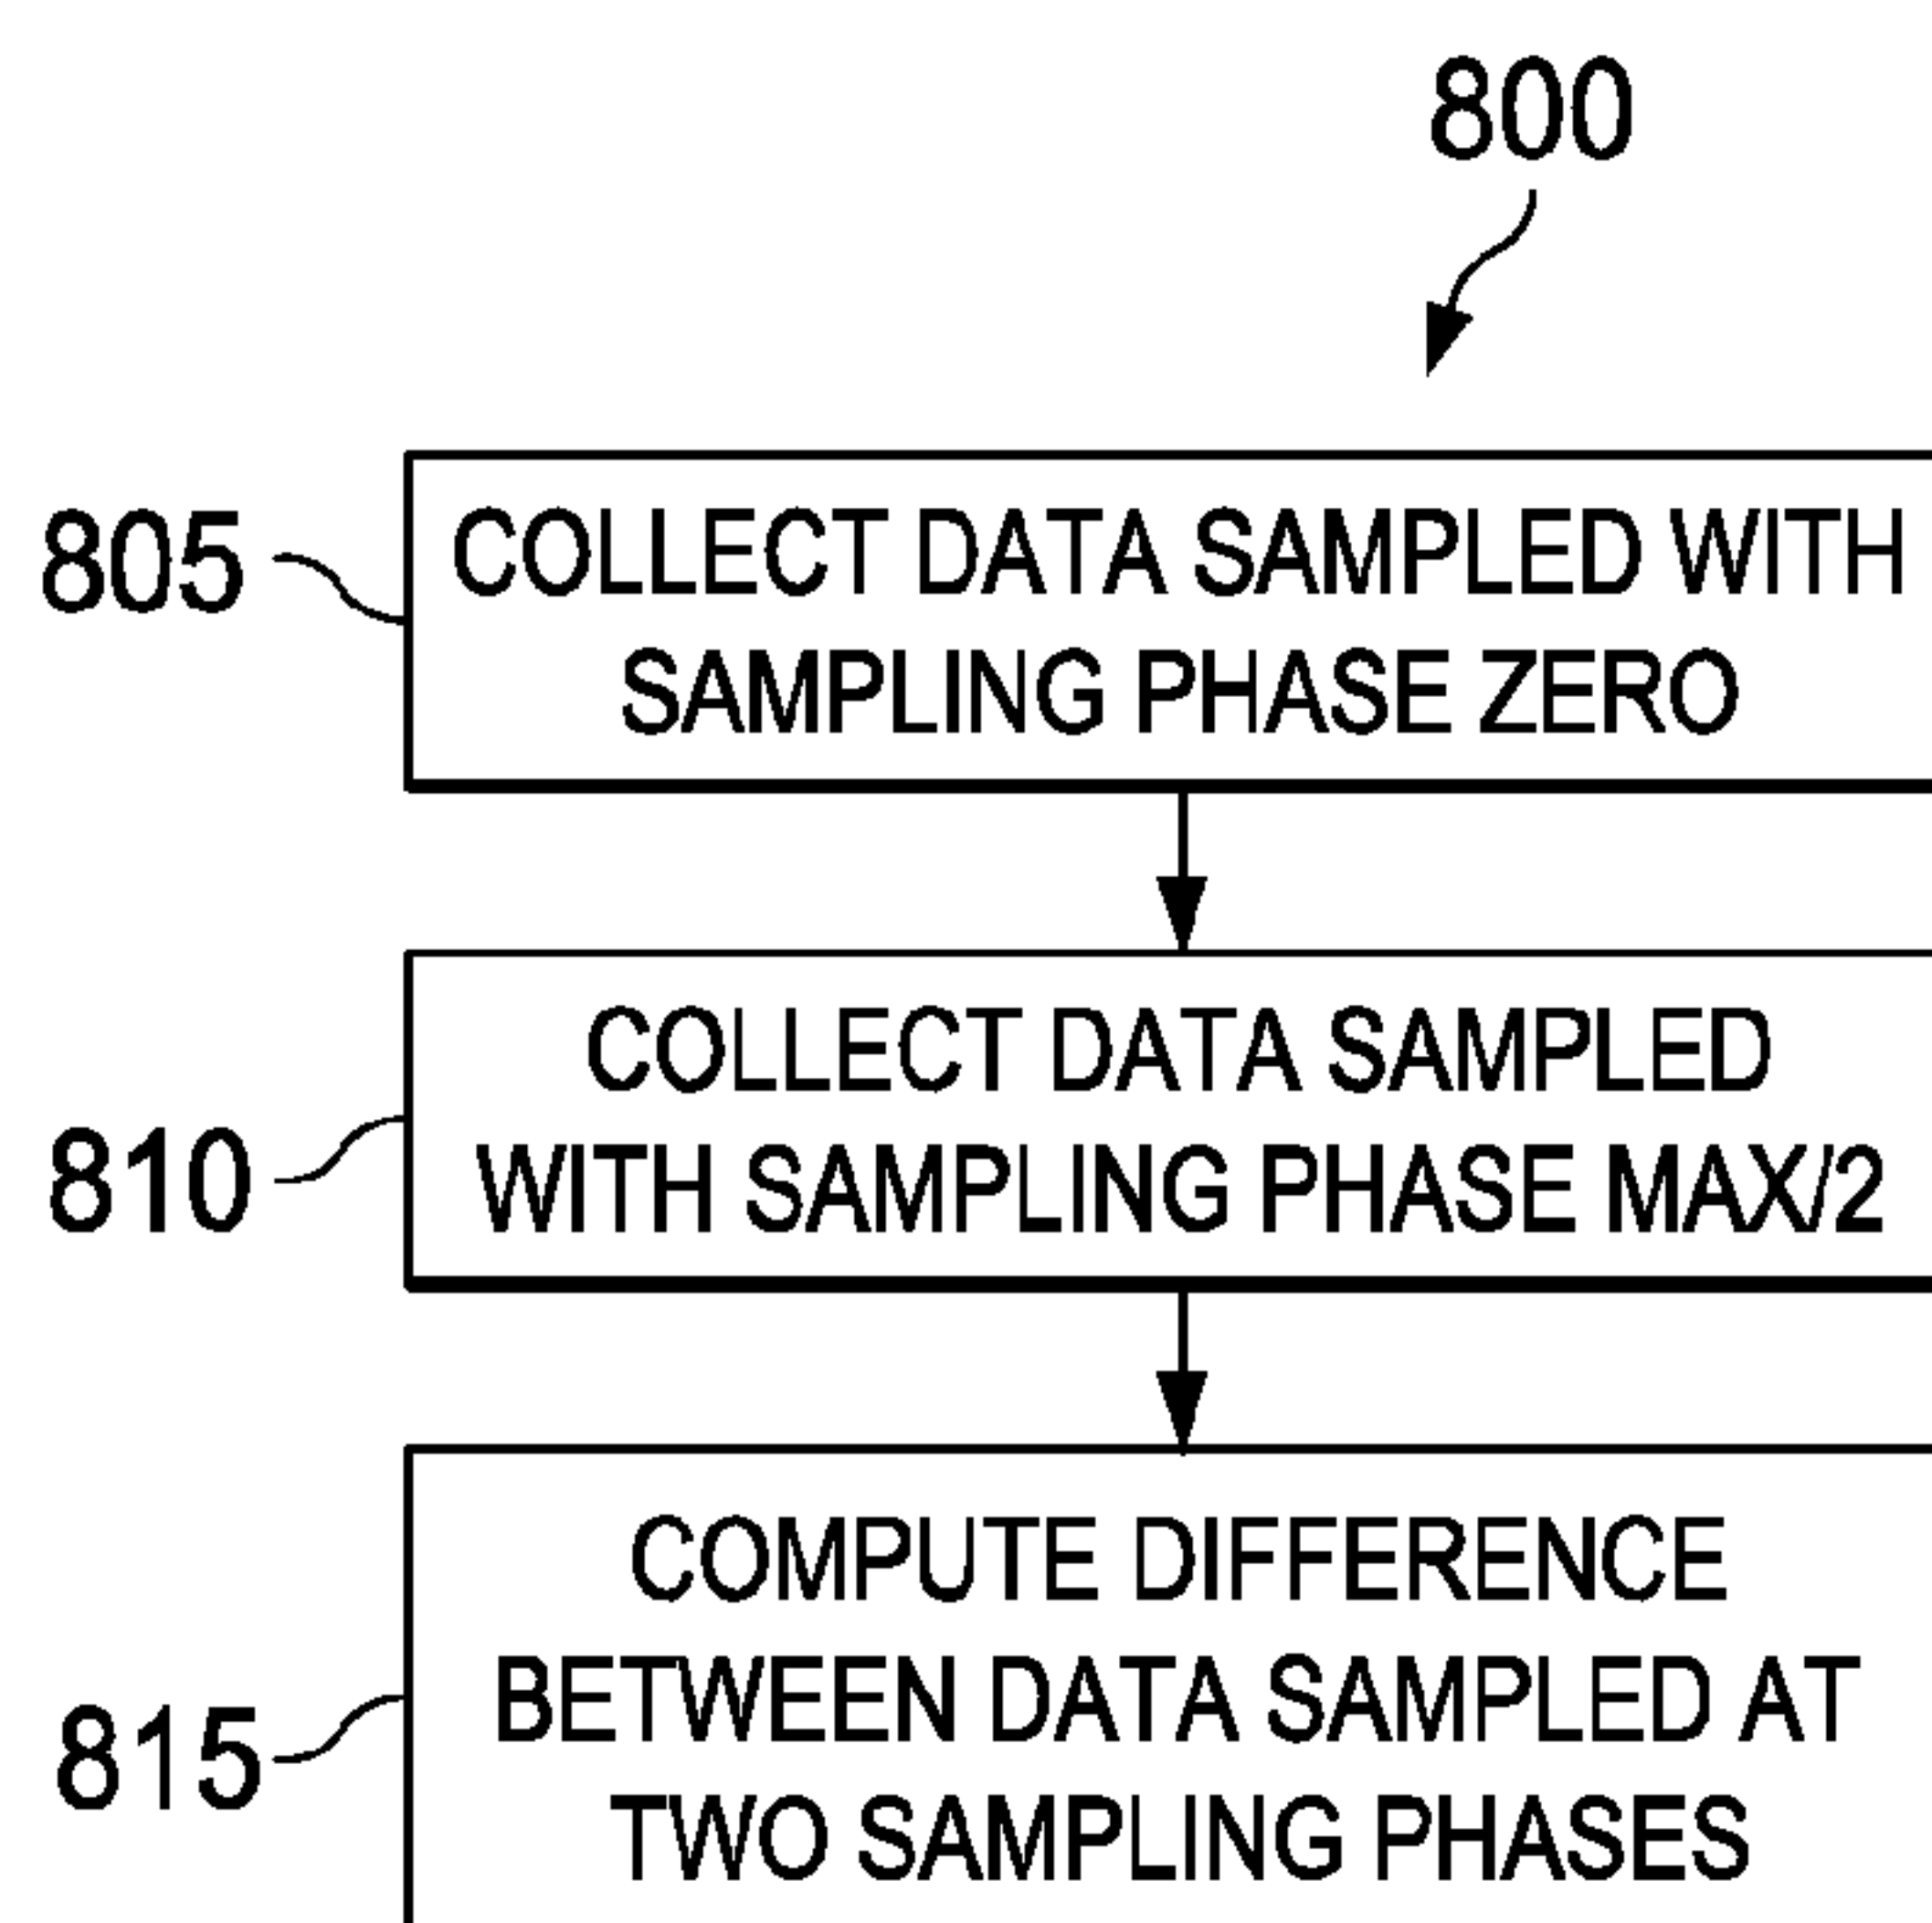 800
805
COLLECT DATA SAMPLED WITH
SAMPLING PHASE ZERO
810
COLLECT DATA SAMPLED
WITH SAMPLING PHASE MAX/2
815
COMPUTE DIFFERENCE
BETWEEN DATA SAMPLED AT
TWO SAMPLING PHASES